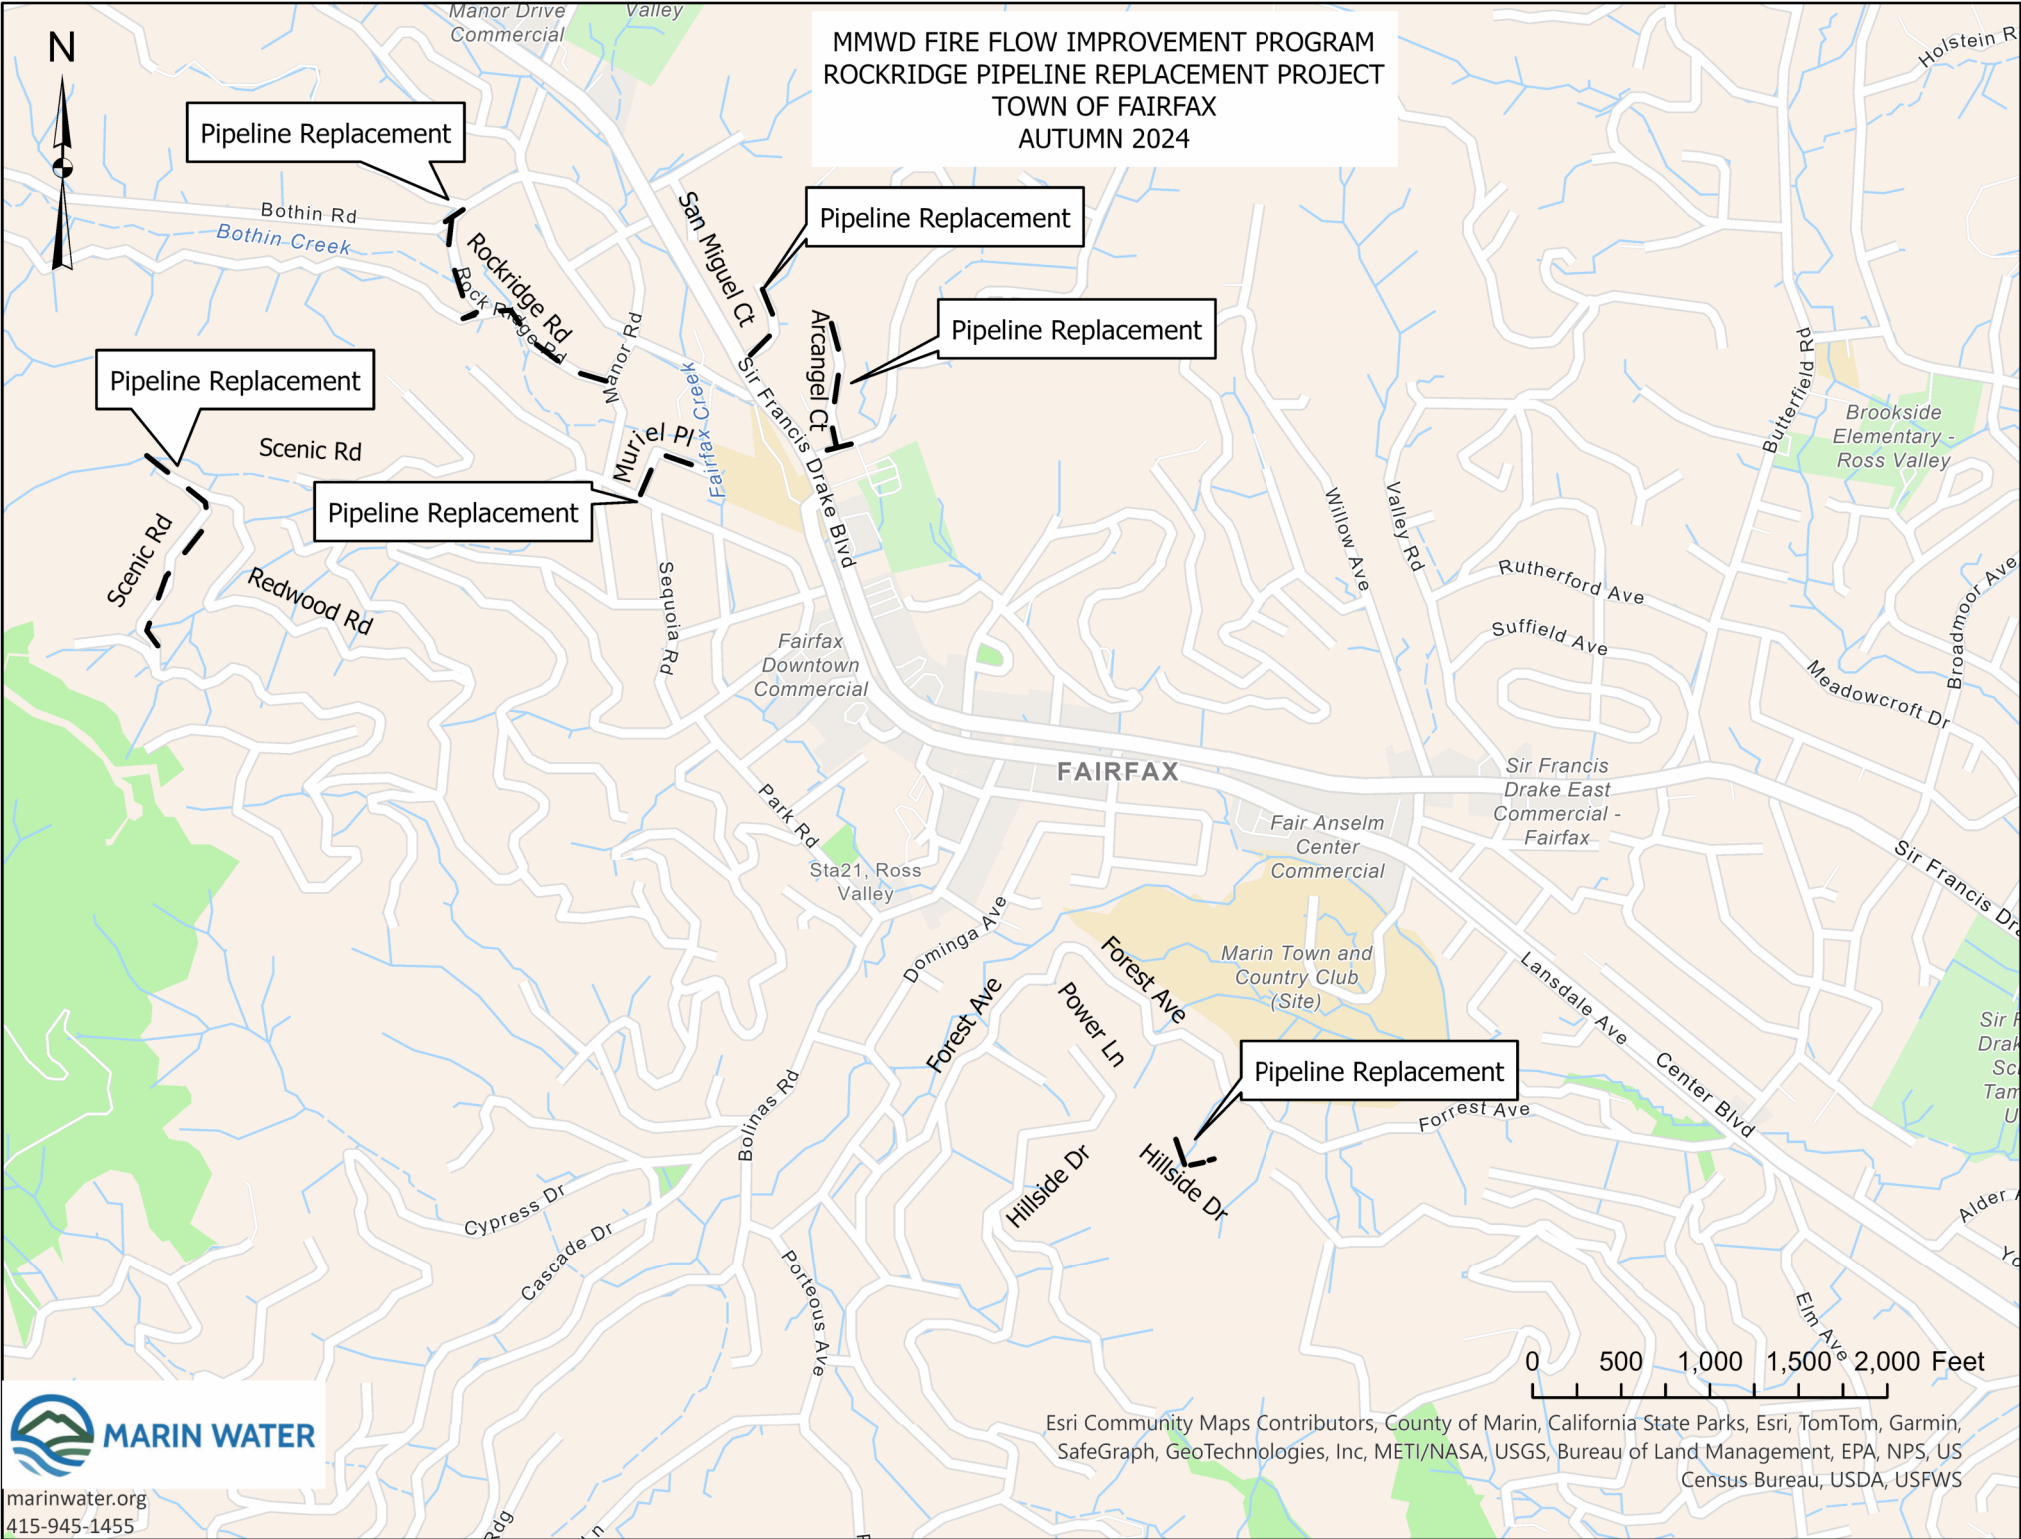 Manor Drive
Commercial
Valley
MMWD FIRE FLOW IMPROVEMENT PROGRAM
ROCKRIDGE PIPELINE REPLACEMENT PROJECT
TOWN OF FAIRFAX
AUTUMN 2024
N
Holstein R
Pipeline Replacement
Bothin Rd
Bothin Creek
Rockridge Rd
Rock Ridge Rd
San Miguel Ct
Pipeline Replacement
Arcangel Ct
Pipeline Replacement
Manor Rd
Fairfax Creek
Sir Francis Drake Blvd
Butterfield Rd
Brookside
Elementary -
Ross Valley
Pipeline Replacement
Scenic Rd
Muriel Pl
Pipeline Replacement
Scenic Rd
Redwood Rd
Sequoia Rd
Willow Ave
Valley Rd
Rutherford Ave
Suffield Ave
Broadmoor Ave
Meadowcroft Dr
Fairfax
Downtown
Commercial
FAIRFAX
Sir Francis
Drake East
Commercial -
Fairfax
Park Rd
Fair Anselm
Center
Commercial
Sir Francis Dra
Sta21, Ross
Valley
Dominga Ave
Forest Ave
Forest Ave
Power Ln
Marin Town and
Country Club
(Site)
Lansdale Ave
Center Blvd
Sir F
Drak
Sc
Tam
U
Pipeline Replacement
Forrest Ave
Bolinas Rd
Hillside Dr
Hillside Dr
Cypress Dr
Cascade Dr
Porteous Ave
Alder A
Yo
Elm Ave
0 500 1,000 1,500 2,000 Feet
MARIN WATER
Esri Community Maps Contributors, County of Marin, California State Parks, Esri, TomTom, Garmin,
SafeGraph, GeoTechnologies, Inc, METI/NASA, USGS, Bureau of Land Management, EPA, NPS, US
Census Bureau, USDA, USFWS
marinwater.org
415-945-1455
Rdg
Ln